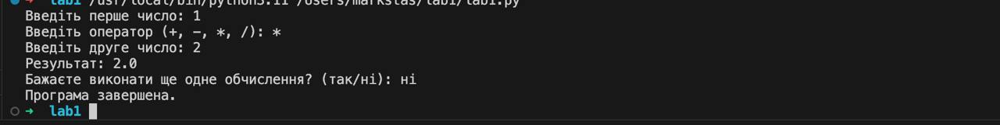 → lab1 /usr/local/bin/python3.11 /Users/markstas/lab1/lab1.py
Введіть перше число: 1
Введіть оператор (+, -, *, /): *
Введіть друге число: 2
Результат: 2.0
Бажаєте виконати ще одне обчислення? (так/ні): ні
Програма завершена.
→ lab1